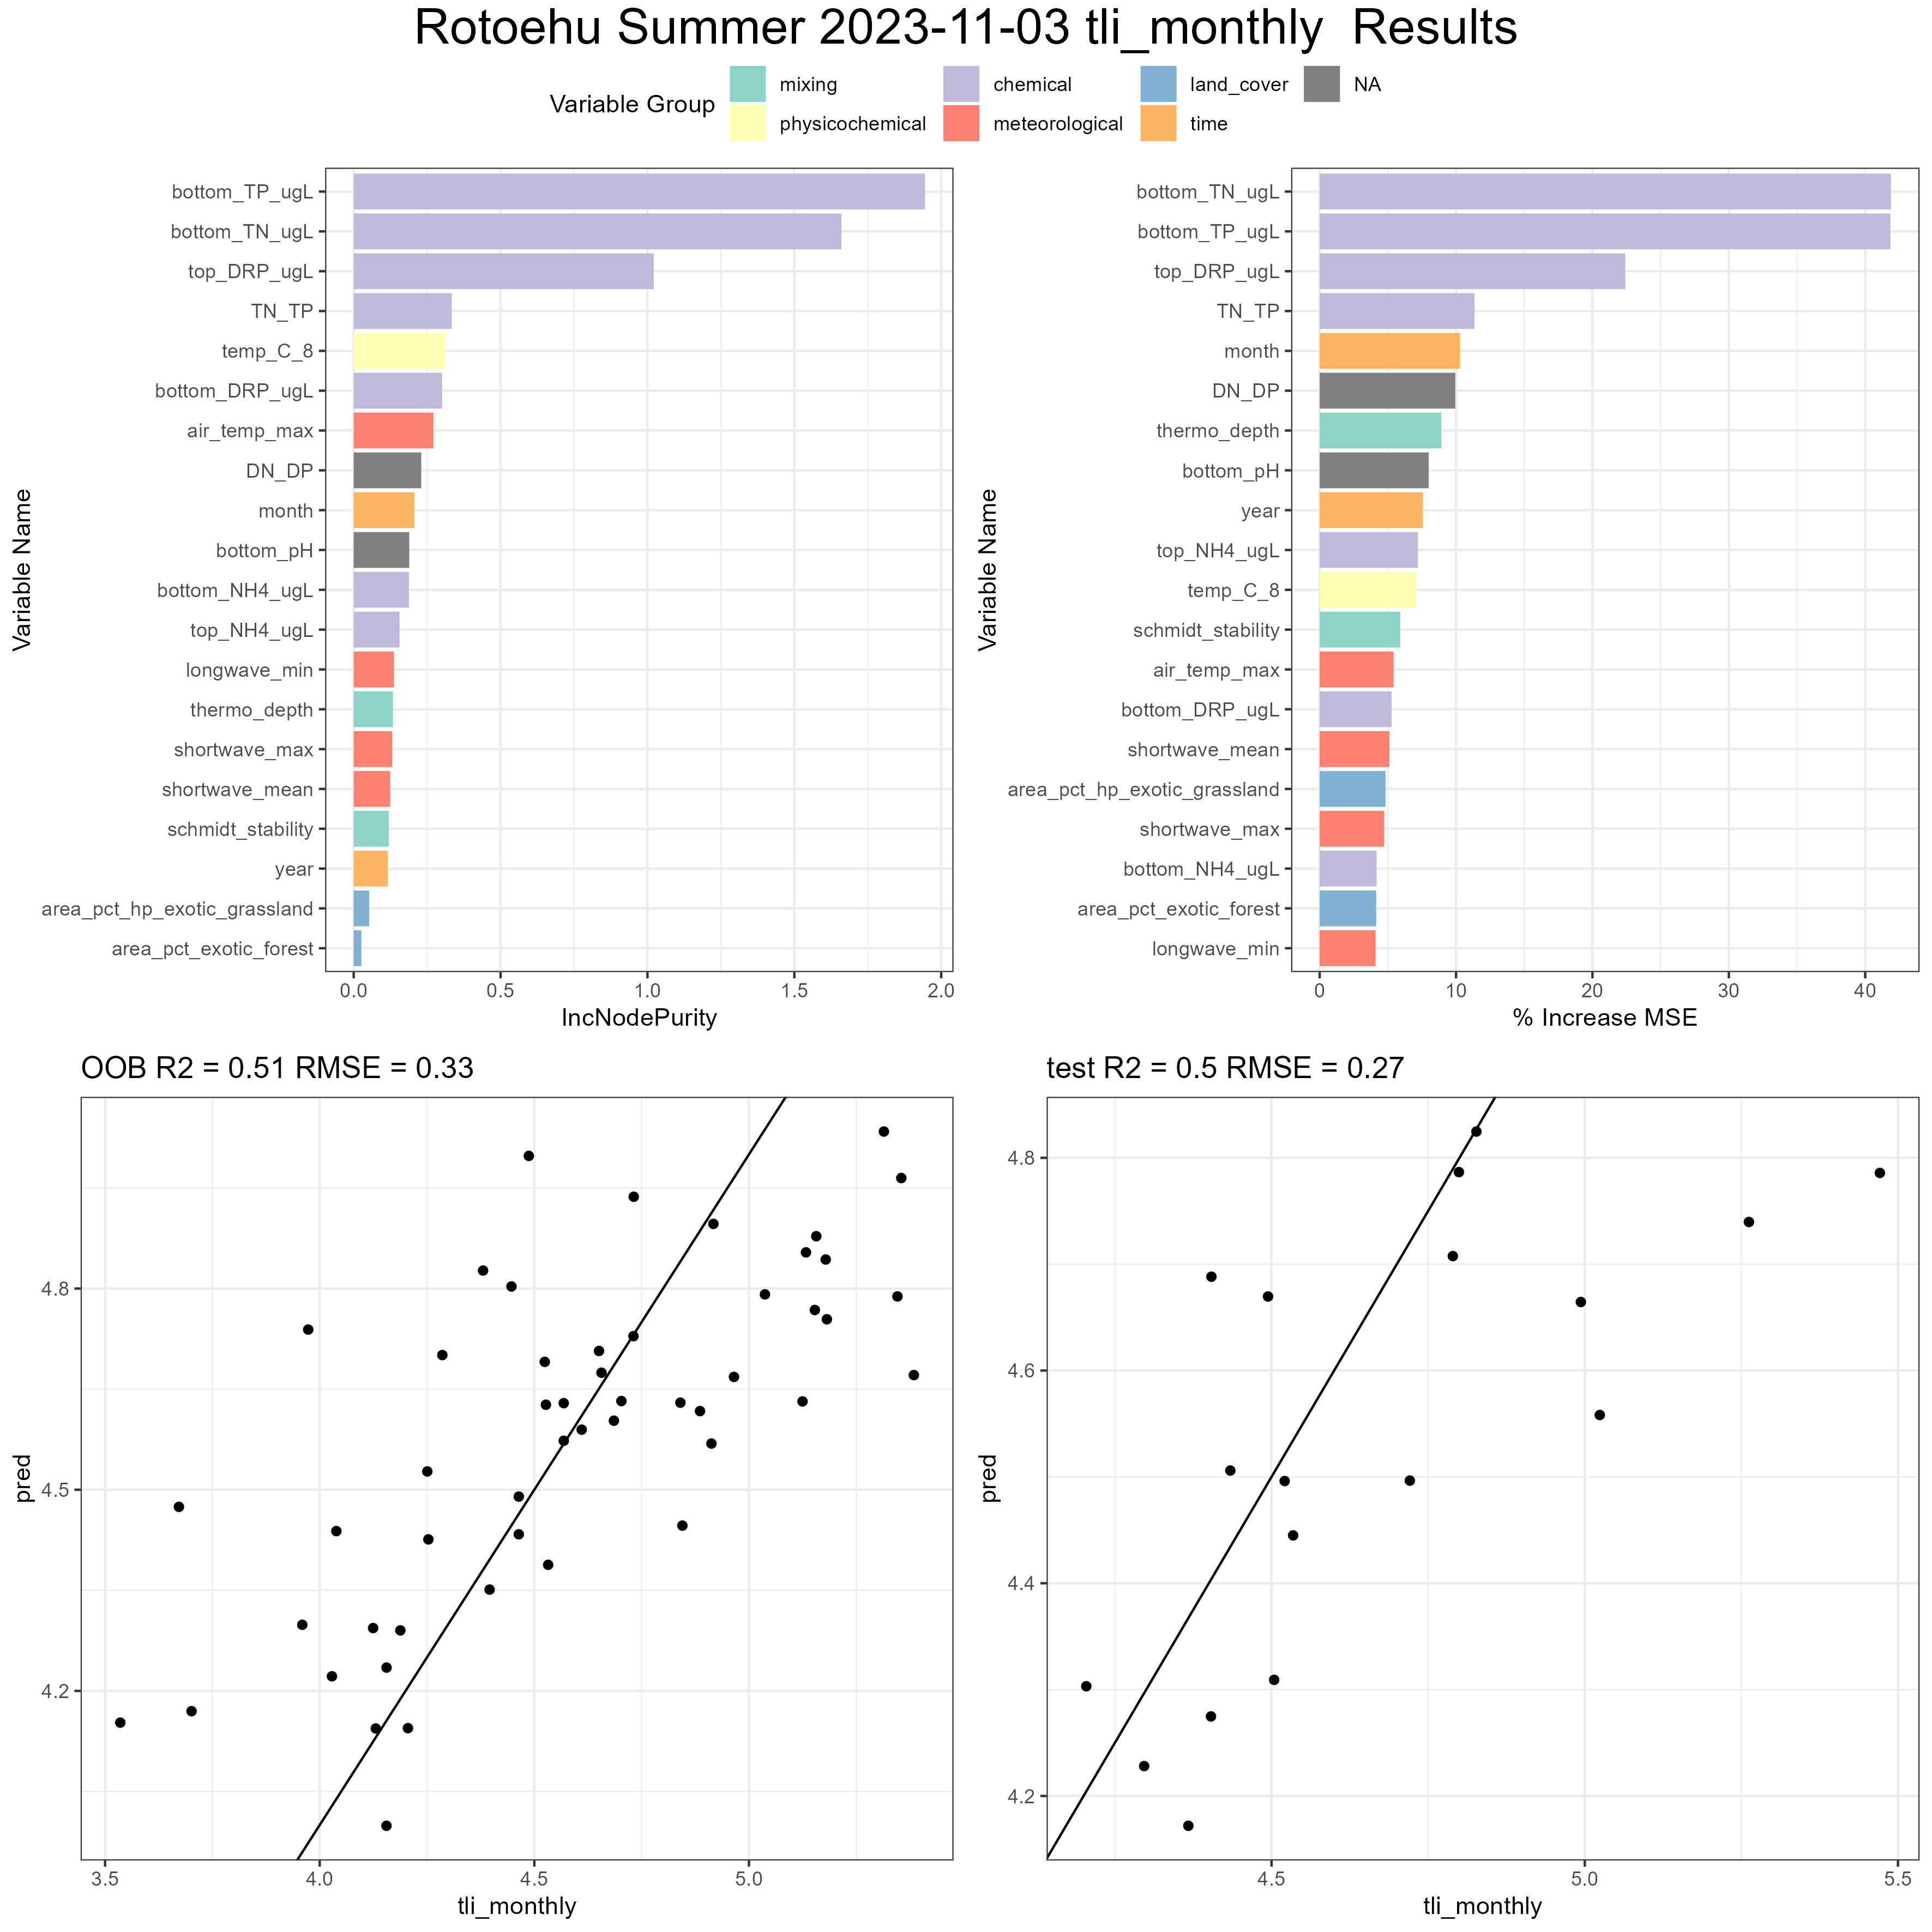 Rotoehu Summer 2023-11-03 tli_monthly  Results
Variable Group
mixing
chemical
land_cover
NA
physicochemical
meteorological
time
Variable Name
bottom_TP_ugL
bottom_TN_ugL
top_DRP_ugL
TN_TP
temp_C_8
bottom_DRP_ugL
air_temp_max
DN_DP
month
bottom_pH
bottom_NH4_ugL
top_NH4_ugL
longwave_min
thermo_depth
shortwave_max
shortwave_mean
schmidt_stability
year
area_pct_hp_exotic_grassland
area_pct_exotic_forest
0.0 0.5 1.0 1.5 2.0
IncNodePurity
Variable Name
bottom_TN_ugL
bottom_TP_ugL
top_DRP_ugL
TN_TP
month
DN_DP
thermo_depth
bottom_pH
year
top_NH4_ugL
temp_C_8
schmidt_stability
air_temp_max
bottom_DRP_ugL
shortwave_mean
area_pct_hp_exotic_grassland
shortwave_max
bottom_NH4_ugL
area_pct_exotic_forest
longwave_min
0 10 20 30 40
% Increase MSE
OOB R2 = 0.51 RMSE = 0.33
pred
4.8
4.5
4.2
3.5 4.0 4.5 5.0
tli_monthly
test R2 = 0.5 RMSE = 0.27
pred
4.8
4.6
4.4
4.2
4.5 5.0 5.5
tli_monthly